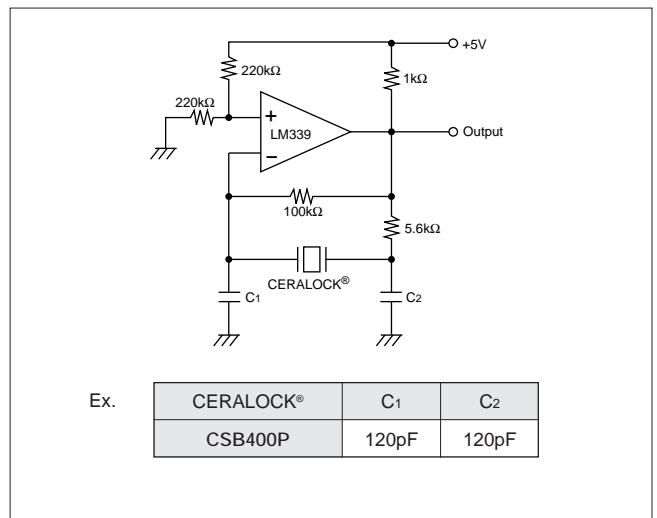 +5V
220kΩ
1kΩ
220kΩ
+
LM339
Output
−
100kΩ
5.6kΩ
CERALOCK®
C1
C2
Ex.
CERALOCK® C1 C2
CSB400P 120pF 120pF